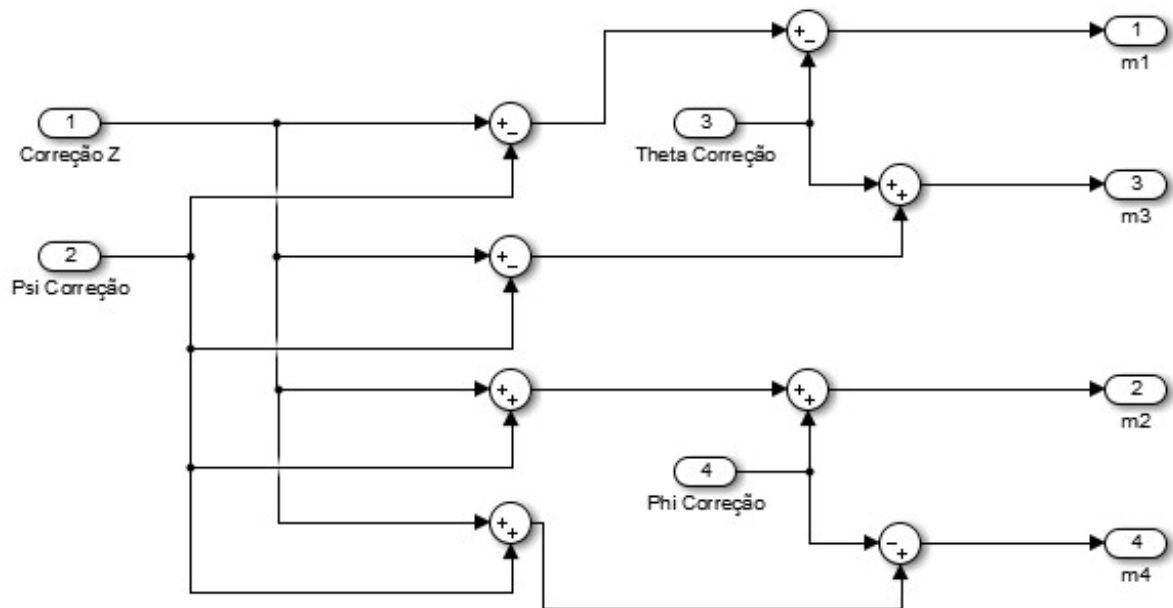 1
m1
1
Correção Z
3
Theta Correção
3
m3
2
Psi Correção
2
m2
4
Phi Correção
4
m4